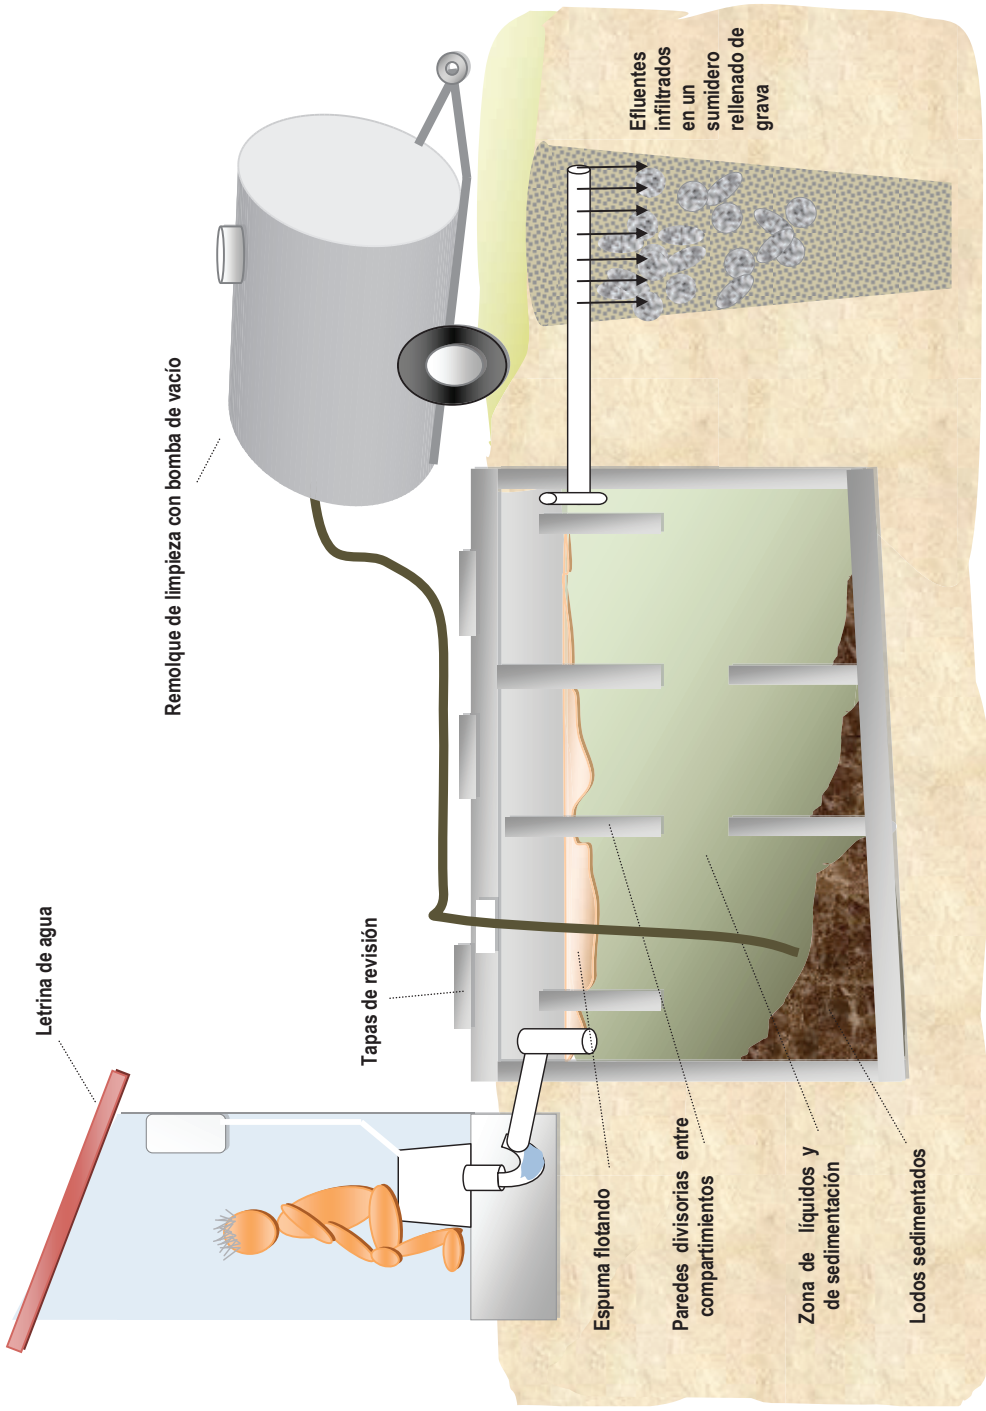 Letrina de agua
Remolque de limpieza con bomba de vacío
Tapas de revisión
Efluentes
infiltrados
en un
sumidero
rellenado de
grava
Espuma flotando
Paredes divisorias entre
compartimientos
Zona de líquidos y
de sedimentación
Lodos sedimentados